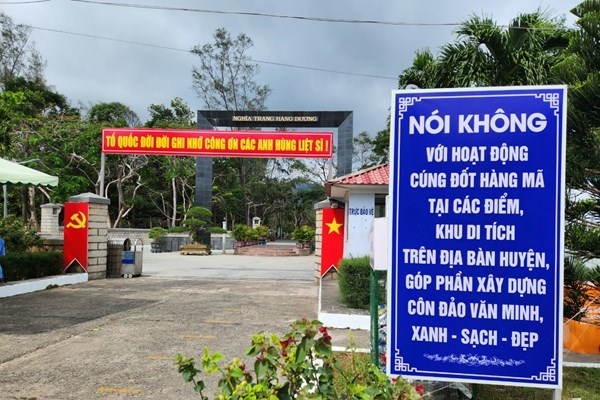 NGHĨA TRANG HÀNG DƯƠNG
TỔ QUỐC ĐỜI ĐỜI GHI NHỚ CÔNG ƠN CÁC ANH HÙNG LIỆT SĨ !
TRỰC BẢO VỆ
NÓI KHÔNG
VỚI HOẠT ĐỘNG
CÚNG ĐỐT HÀNG MÃ
TẠI CÁC ĐIỂM,
KHU DI TÍCH
TRÊN ĐỊA BÀN HUYỆN,
GÓP PHẦN XÂY DỰNG
CÔN ĐẢO VĂN MINH,
XANH - SẠCH - ĐẸP